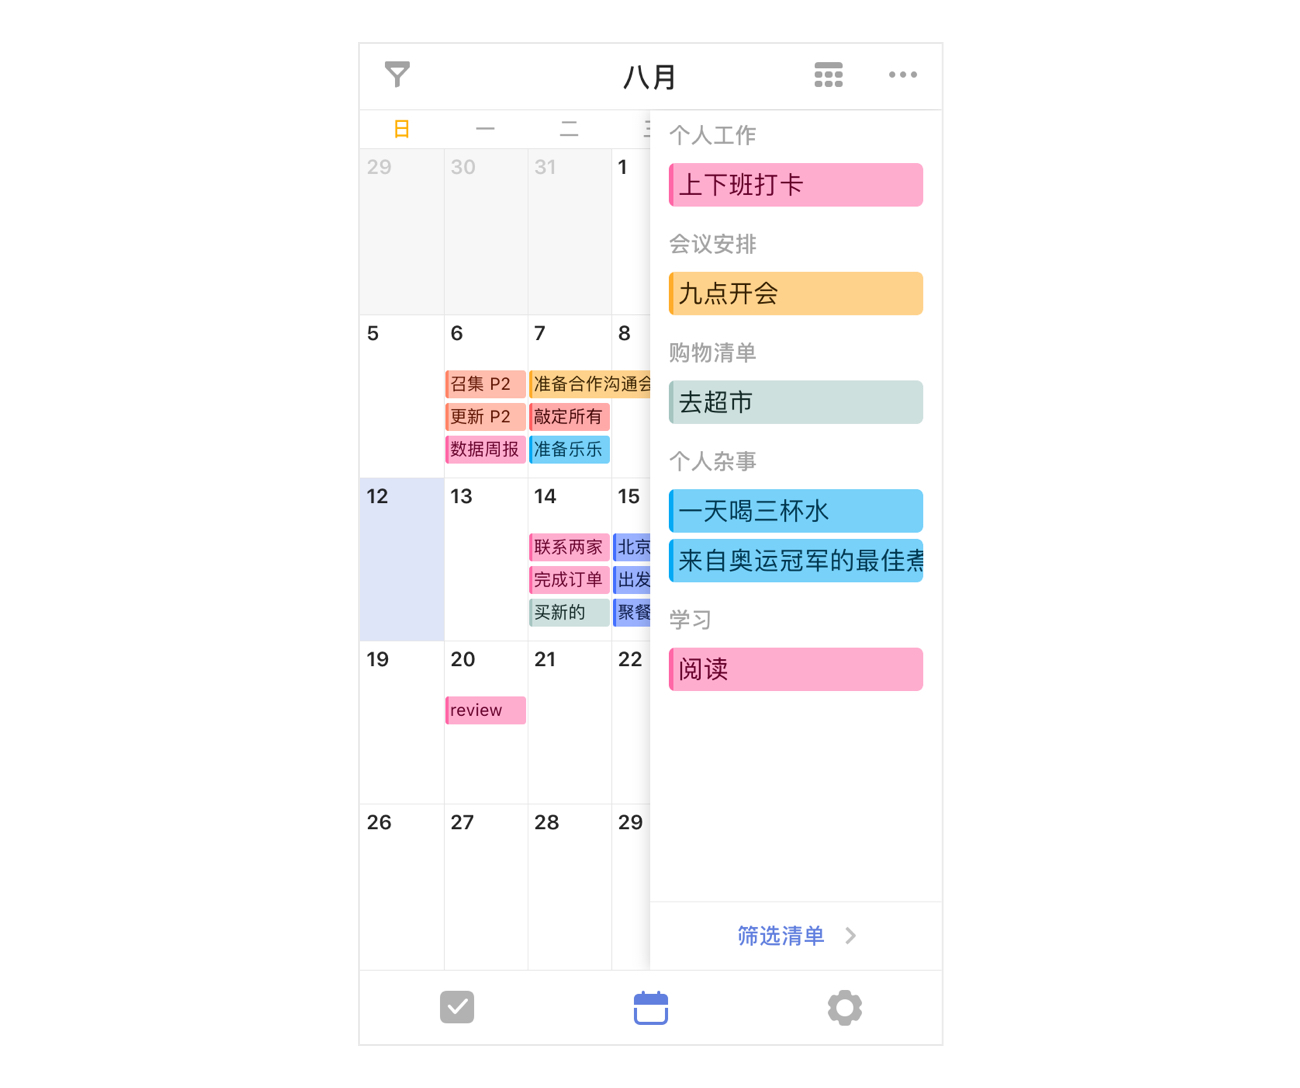 八月
日 一 二
29 30 31 1
5 6 7 8
召集 P2 准备合作沟通会
更新 P2 敲定所有
数据周报 准备乐乐
12 13 14 15
联系两家 北京
完成订单 出发
买新的 聚餐
19 20 21 22
review
26 27 28 29
个人工作
上下班打卡
会议安排
九点开会
购物清单
去超市
个人杂事
一天喝三杯水
来自奥运冠军的最佳煮
学习
阅读
筛选清单